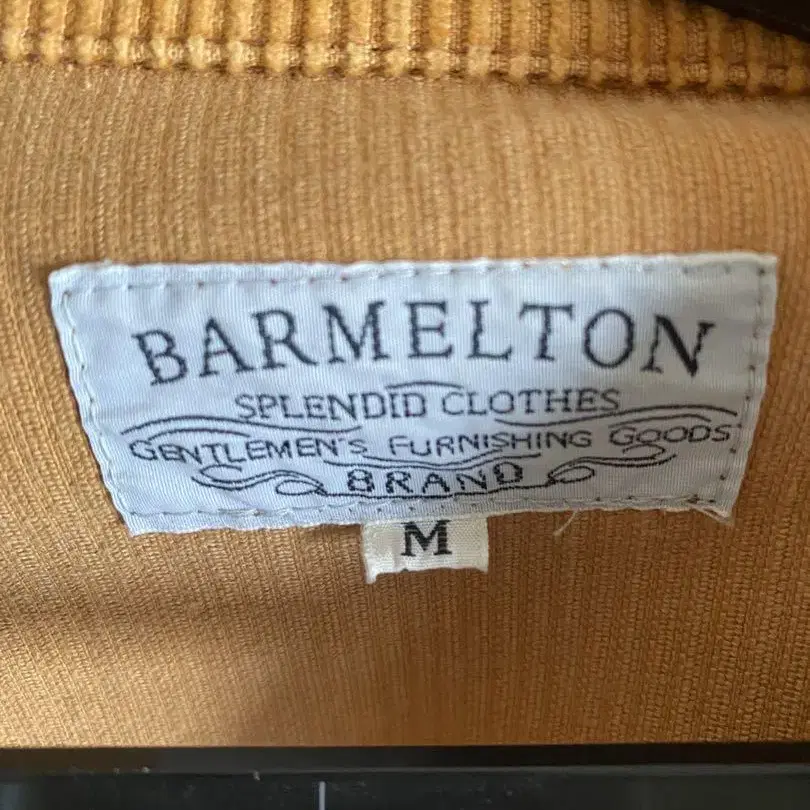 BARMELTON
SPLENDID CLOTHES
GENTLEMEN'S FURNISHING GOODS
BRAND
M